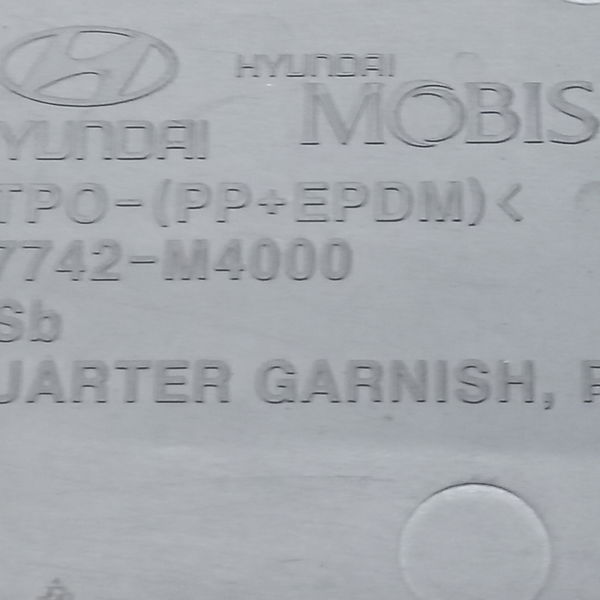 HYUNDAI
MOBIS
HYUNDAI
TPO-(PP+EPDM)<
7742-M4000
Sb
UARTER GARNISH,